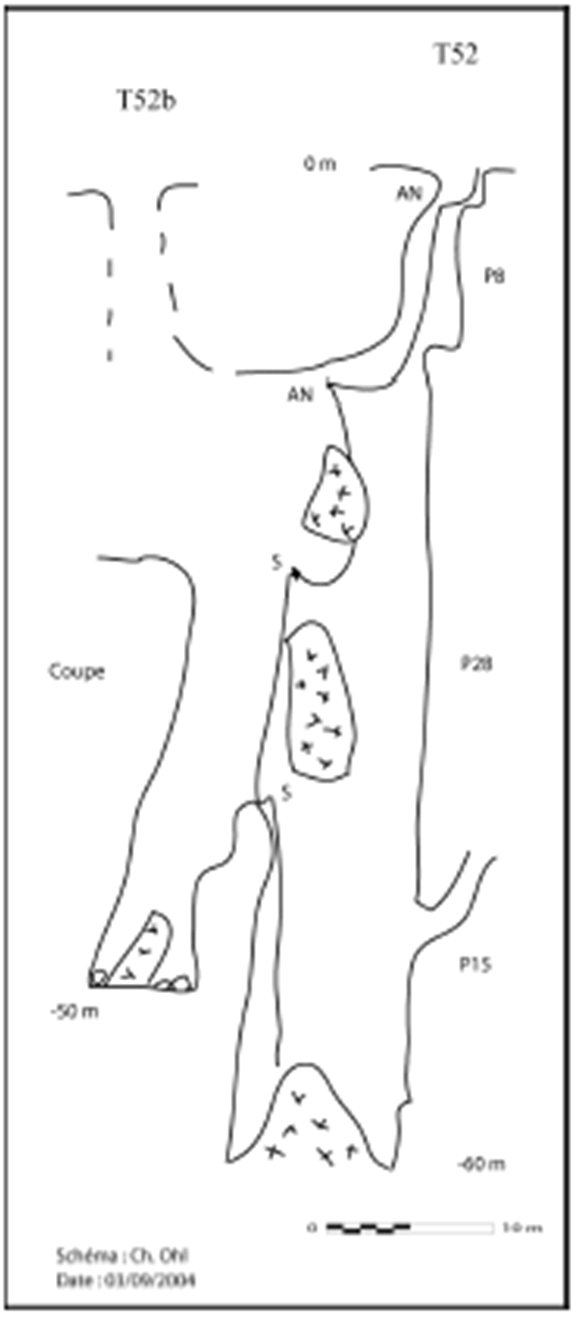 T52
T52b
0 m
AN
P8
AN
S
Coupe
P28
S
P15
-50 m
-60 m
0 10 m
Schéma : Ch. Ohl
Date : 03/09/2004